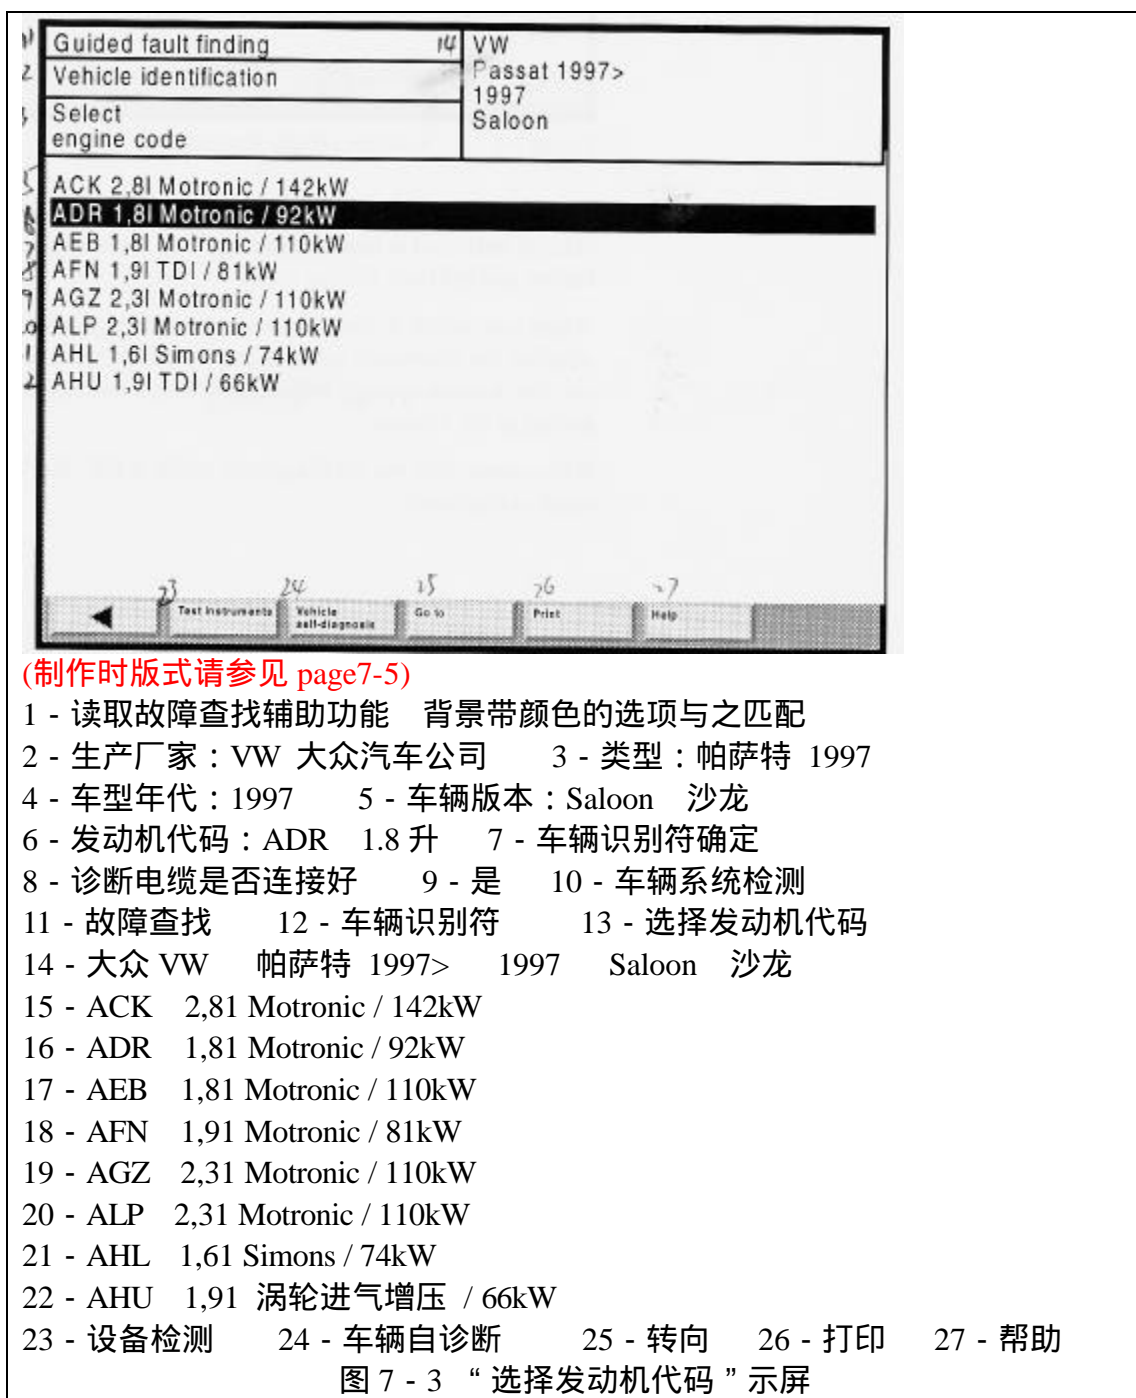 Guided fault finding 14
Vehicle identification
Select
engine code
VW
Passat 1997>
1997
Saloon
ACK 2,8l Motronic / 142kW
ADR 1,8l Motronic / 92kW
AEB 1,8l Motronic / 110kW
AFN 1,9l TDI / 81kW
AGZ 2,3l Motronic / 110kW
ALP 2,3l Motronic / 110kW
AHL 1,6l Simons / 74kW
AHU 1,9l TDI / 66kW
23 24 25 26 27
Test instruments
Vehicle
self-diagnosis
Go to
Print
Help
(制作时版式请参见 page7-5)
1 - 读取故障查找辅助功能 背景带颜色的选项与之匹配
2 - 生产厂家：VW 大众汽车公司 3 - 类型：帕萨特 1997
4 - 车型年代：1997 5 - 车辆版本：Saloon 沙龙
6 - 发动机代码：ADR 1.8 升 7 - 车辆识别符确定
8 - 诊断电缆是否连接好 9 - 是 10 - 车辆系统检测
11 - 故障查找 12 - 车辆识别符 13 - 选择发动机代码
14 - 大众 VW 帕萨特 1997> 1997 Saloon 沙龙
15 - ACK 2,81 Motronic / 142kW
16 - ADR 1,81 Motronic / 92kW
17 - AEB 1,81 Motronic / 110kW
18 - AFN 1,91 Motronic / 81kW
19 - AGZ 2,31 Motronic / 110kW
20 - ALP 2,31 Motronic / 110kW
21 - AHL 1,61 Simons / 74kW
22 - AHU 1,91 涡轮进气增压 / 66kW
23 - 设备检测 24 - 车辆自诊断 25 - 转向 26 - 打印 27 - 帮助
图 7 - 3 “选择发动机代码”示屏